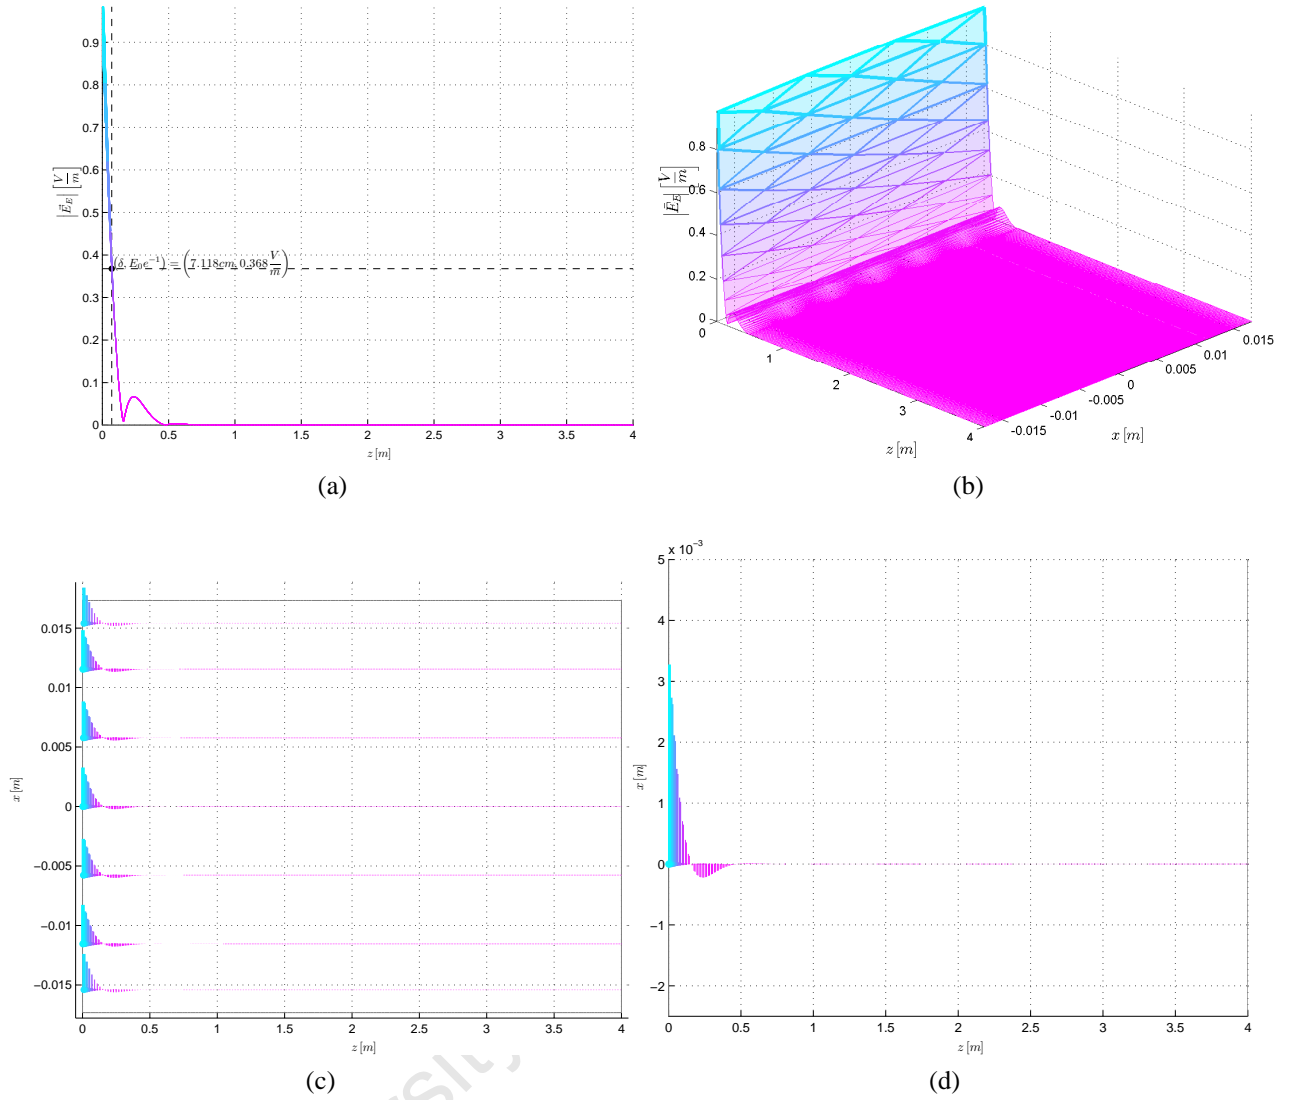 0.9
0.8
0.7
0.6
0.5
0.4
0.3
0.2
0.1
0
|Ē_E| [V/m]
(δ, E₀e⁻¹) = (7.118cm, 0.368 V/m)
0 0.5 1 1.5 2 2.5 3 3.5 4
z [m]
(a)
0.8
0.6
0.4
0.2
0
|Ē_E| [V/m]
0
1
2
3
4
z [m]
0.015
0.01
0.005
0
-0.005
-0.01
-0.015
x [m]
(b)
0.015
0.01
0.005
0
−0.005
−0.01
−0.015
x [m]
0 0.5 1 1.5 2 2.5 3 3.5 4
z [m]
(c)
x 10⁻³
5
4
3
2
1
0
−1
−2
x [m]
0 0.5 1 1.5 2 2.5 3 3.5 4
z [m]
(d)